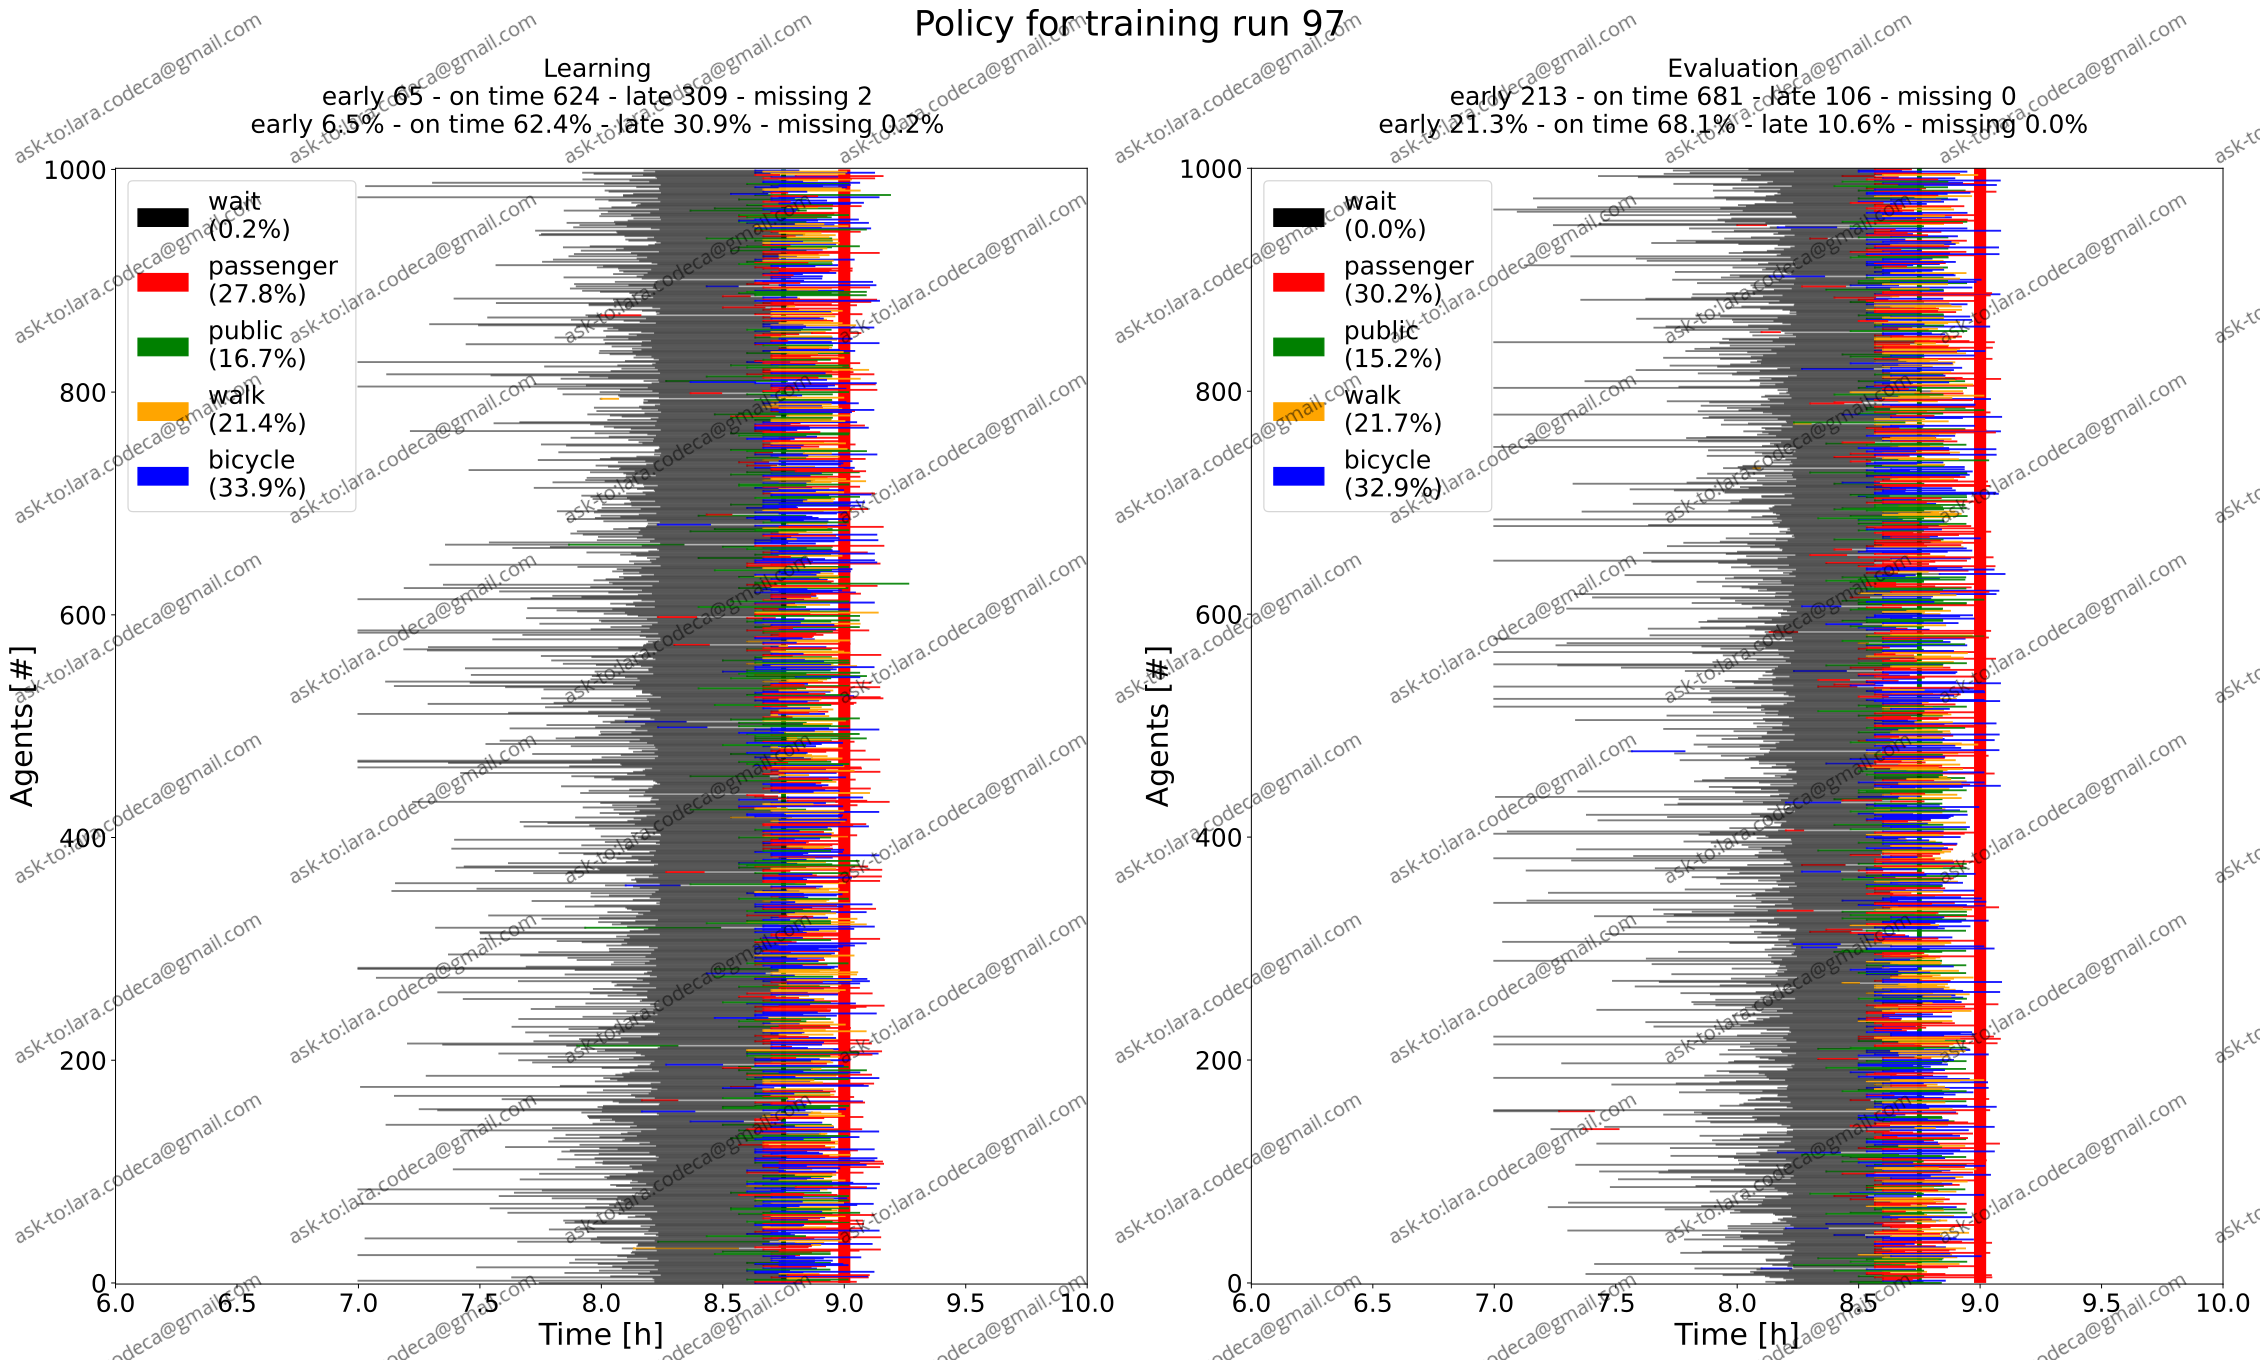 Policy for training run 97
Learning
early 65 - on time 624 - late 309 - missing 2
early 6.5% - on time 62.4% - late 30.9% - missing 0.2%
1000
800
600
400
200
0
Agents [#]
wait
(0.2%)
passenger
(27.8%)
public
(16.7%)
walk
(21.4%)
bicycle
(33.9%)
6.0 6.5 7.0 7.5 8.0 8.5 9.0 9.5 10.0
Time [h]
Evaluation
early 213 - on time 681 - late 106 - missing 0
early 21.3% - on time 68.1% - late 10.6% - missing 0.0%
1000
800
600
400
200
0
Agents [#]
wait
(0.0%)
passenger
(30.2%)
public
(15.2%)
walk
(21.7%)
bicycle
(32.9%)
6.0 6.5 7.0 7.5 8.0 8.5 9.0 9.5 10.0
Time [h]
ask-to:lara.codeca@gmail.com